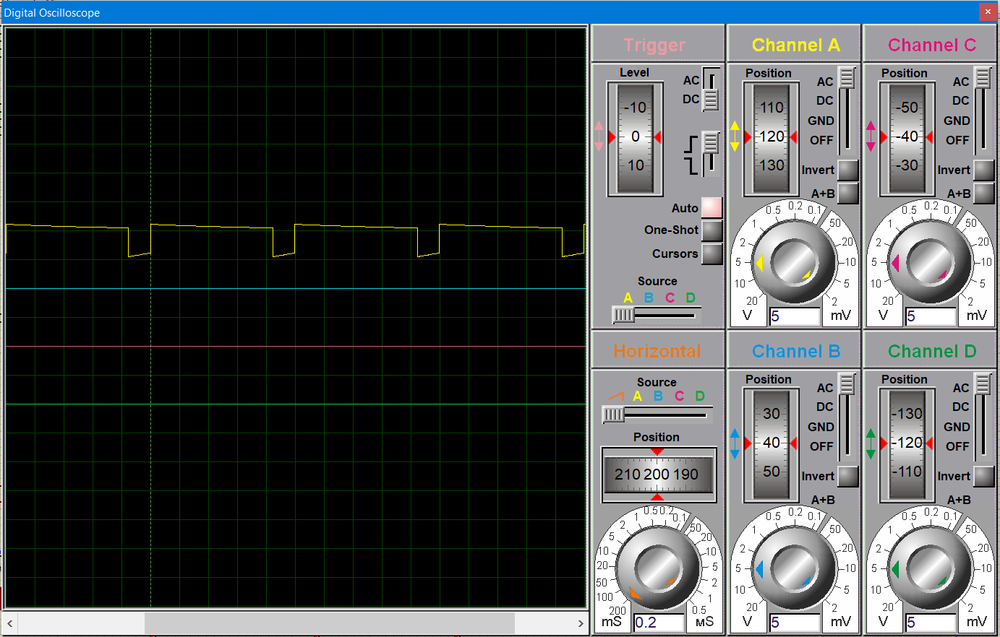 Digital Oscilloscope
Trigger
Level
AC
DC
-10
0
10
Auto
One-Shot
Cursors
Source
A B C D
Channel A
Position
110
120
130
AC
DC
GND
OFF
Invert
A+B
0.5 0.2 0.1
1 50
2 20
5 10
10 5
20 2
V 5 mV
Channel C
Position
-50
-40
-30
AC
DC
GND
OFF
Invert
A+B
0.5 0.2 0.1
1 50
2 20
5 10
10 5
20 2
V 5 mV
Horizontal
Source
A B C D
Position
210 200 190
1 0.5 0.2 0.1
2 50
5 20
10 10
20 5
50 2
100 1
200 0.5
mS 0.2 мS
Channel B
Position
30
40
50
AC
DC
GND
OFF
Invert
A+B
0.5 0.2 0.1
1 50
2 20
5 10
10 5
20 2
V 5 mV
Channel D
Position
-130
-120
-110
AC
DC
GND
OFF
Invert
A+B
0.5 0.2 0.1
1 50
2 20
5 10
10 5
20 2
V 5 mV